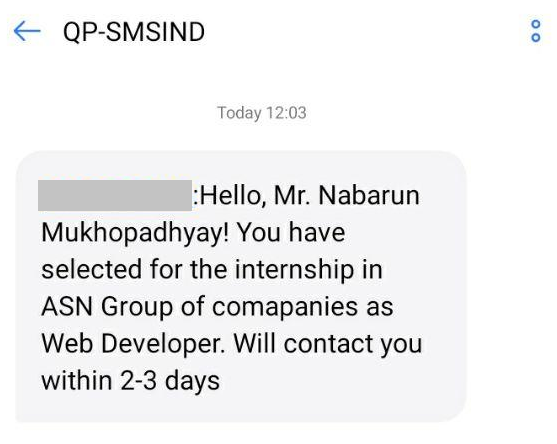 QP-SMSIND
Today 12:03
:Hello, Mr. Nabarun
Mukhopadhyay! You have
selected for the internship in
ASN Group of comapanies as
Web Developer. Will contact you
within 2-3 days